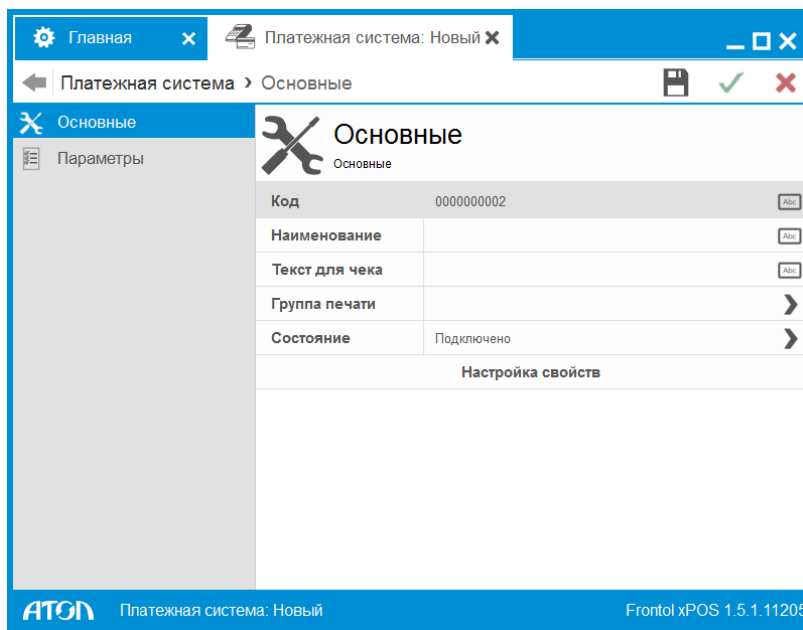 Главная
Платежная система: Новый
Платежная система > Основные
Основные
Параметры
Основные
Основные
Код 0000000002 Abc
Наименование Abc
Текст для чека Abc
Группа печати
Состояние Подключено
Настройка свойств
ATOL Платежная система: Новый Frontol xPOS 1.5.1.11205